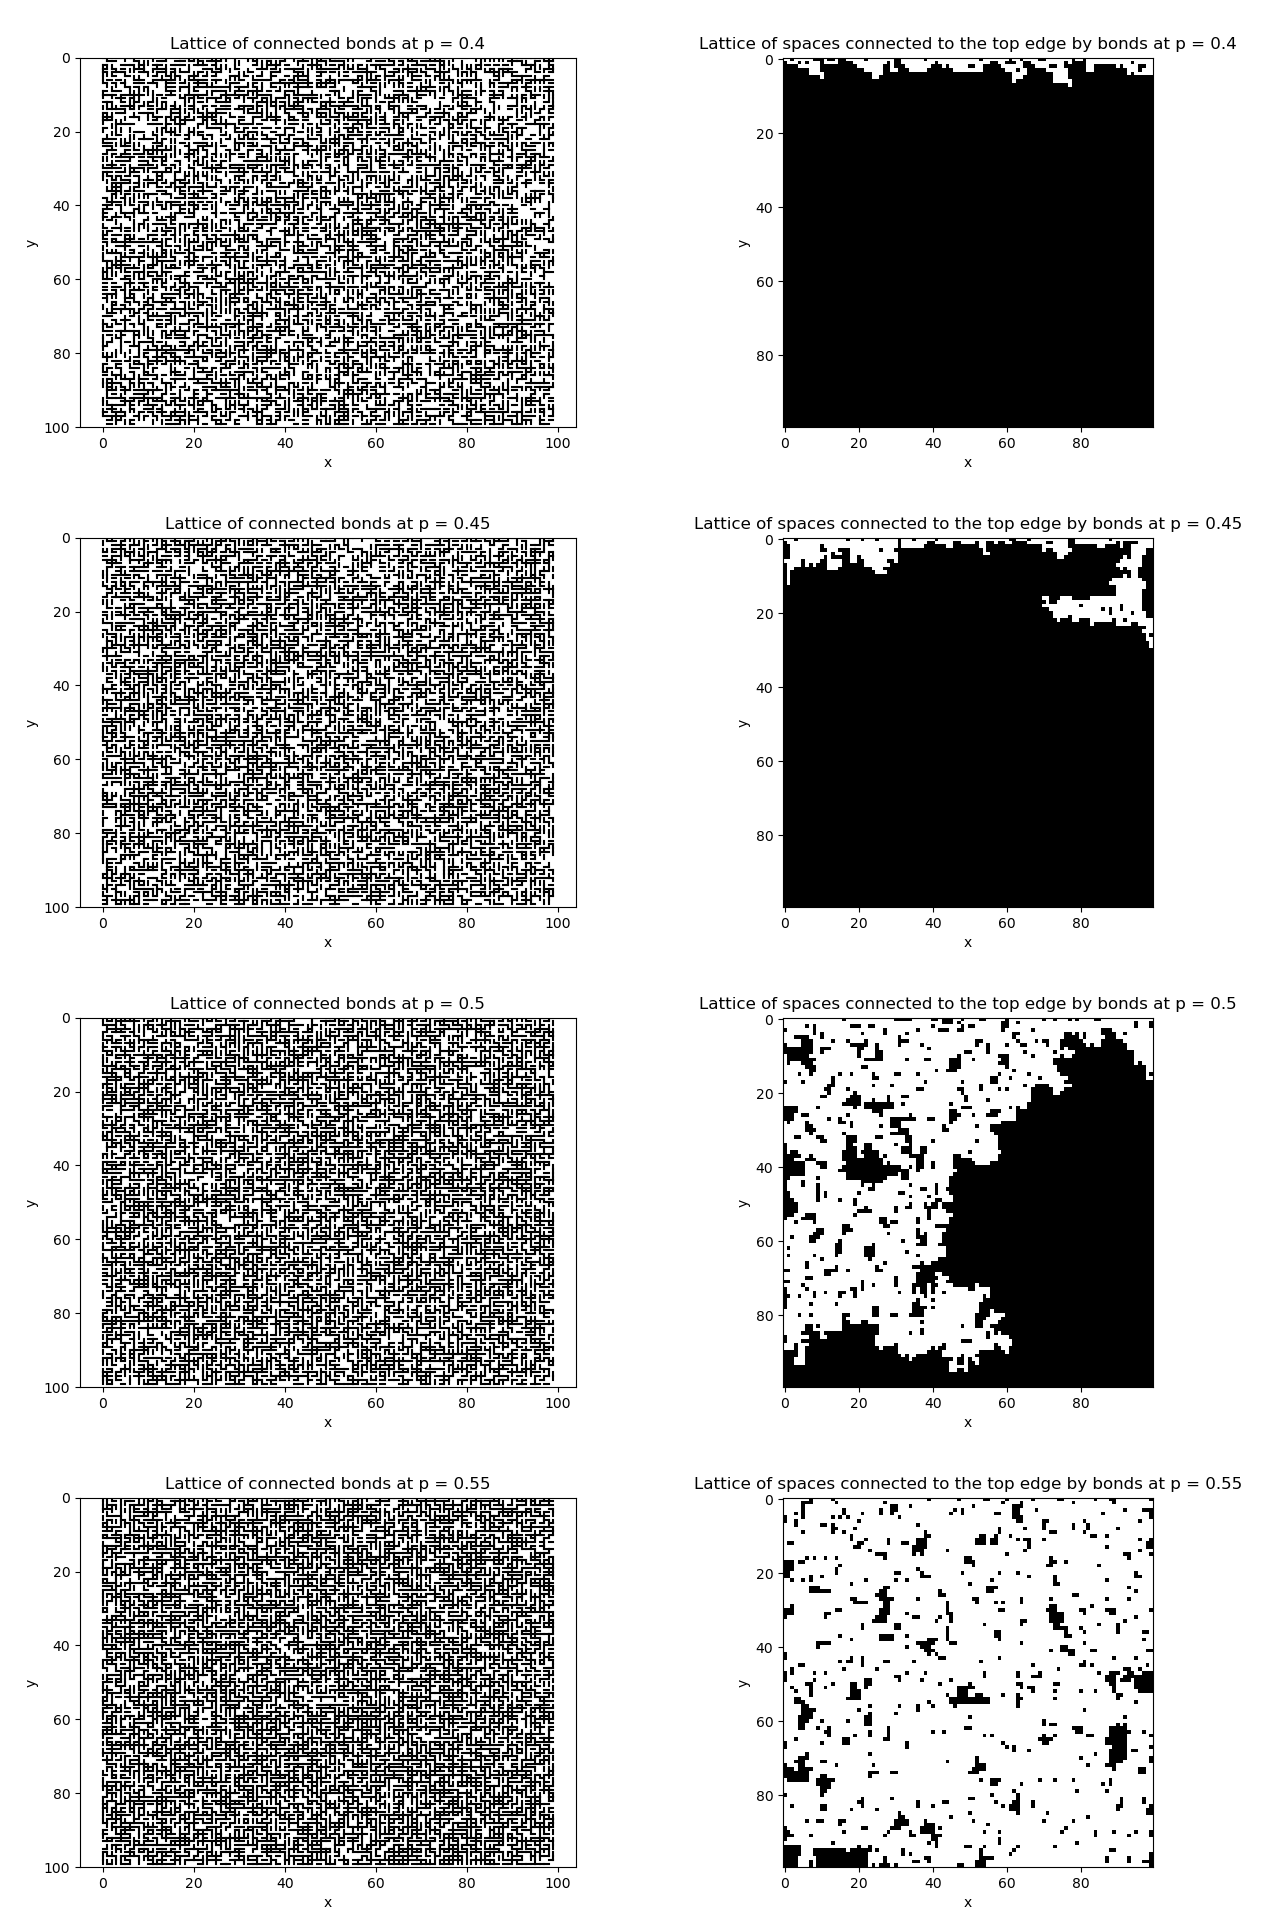 Lattice of connected bonds at p = 0.4
0
20
40
60
80
100
y
0 20 40 60 80 100
x
Lattice of spaces connected to the top edge by bonds at p = 0.4
0
20
40
60
80
y
0 20 40 60 80
x
Lattice of connected bonds at p = 0.45
0
20
40
60
80
100
y
0 20 40 60 80 100
x
Lattice of spaces connected to the top edge by bonds at p = 0.45
0
20
40
60
80
y
0 20 40 60 80
x
Lattice of connected bonds at p = 0.5
0
20
40
60
80
100
y
0 20 40 60 80 100
x
Lattice of spaces connected to the top edge by bonds at p = 0.5
0
20
40
60
80
y
0 20 40 60 80
x
Lattice of connected bonds at p = 0.55
0
20
40
60
80
100
y
0 20 40 60 80 100
x
Lattice of spaces connected to the top edge by bonds at p = 0.55
0
20
40
60
80
y
0 20 40 60 80
x